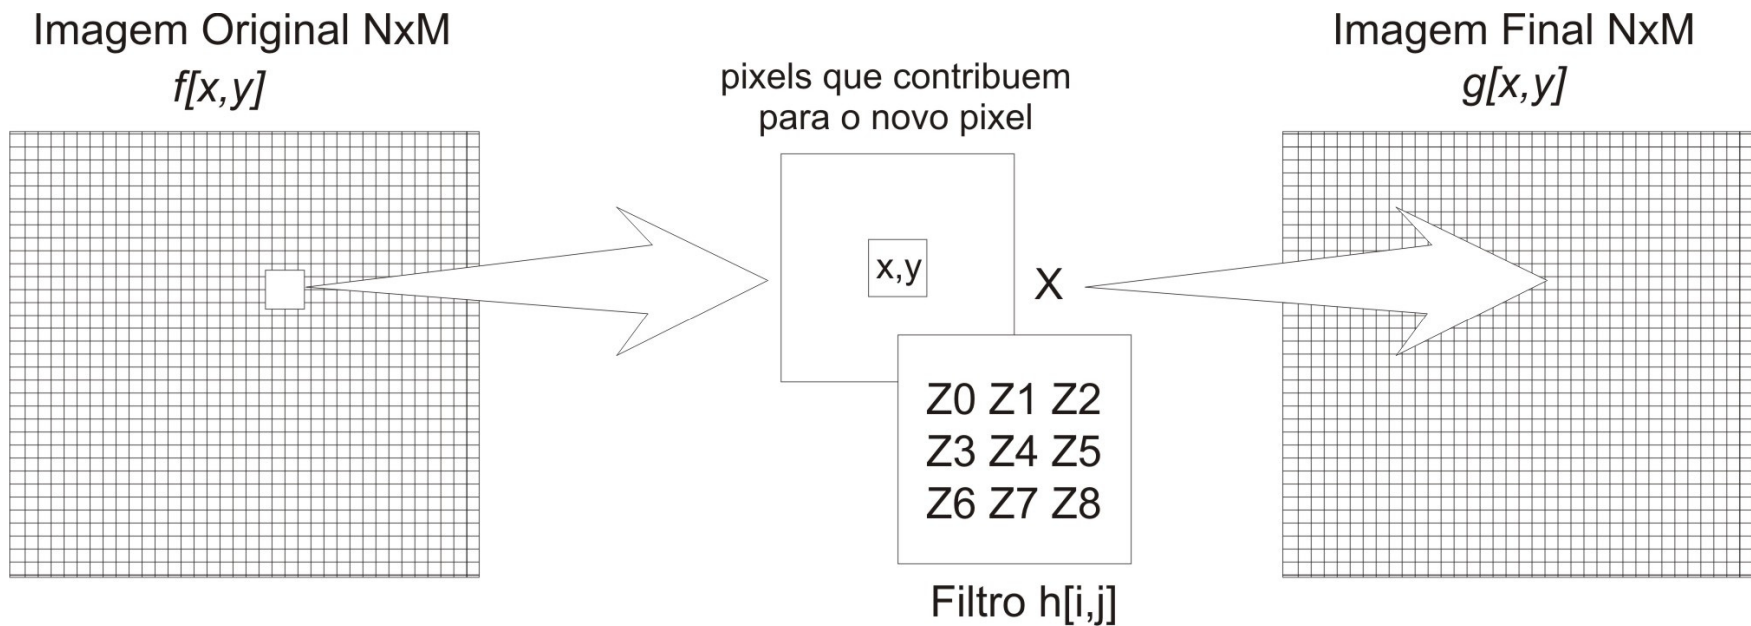 Imagem Original NxM
f[x,y]
pixels que contribuem
para o novo pixel
x,y
X
Z0 Z1 Z2
Z3 Z4 Z5
Z6 Z7 Z8
Filtro h[i,j]
Imagem Final NxM
g[x,y]